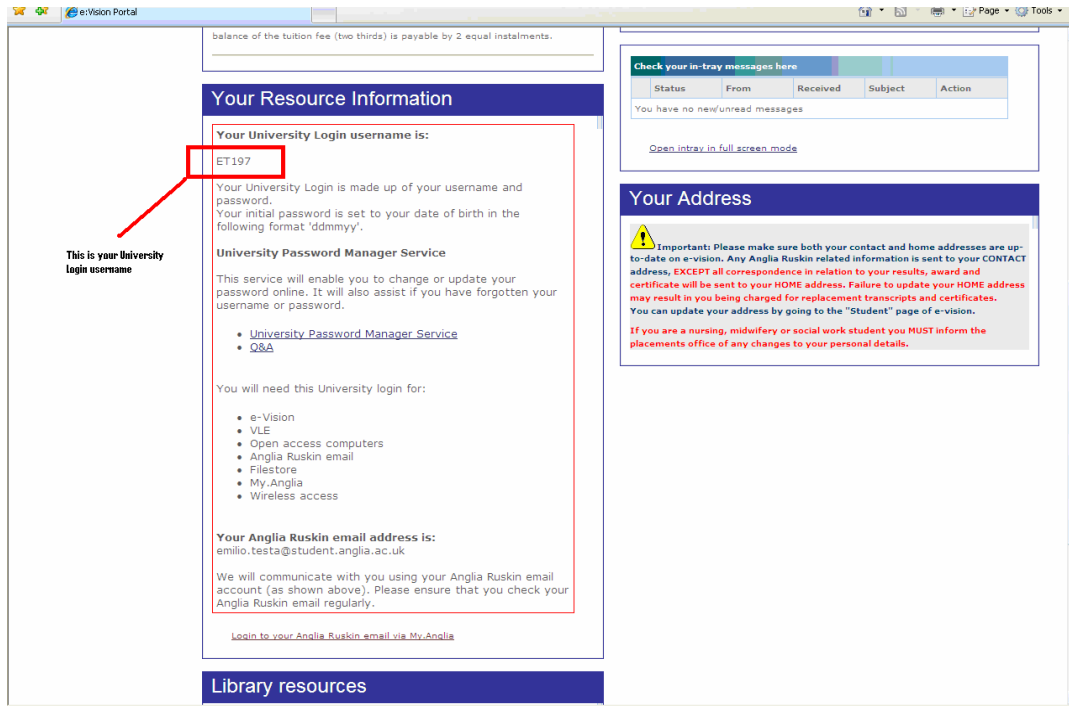 e:Vision Portal
Page
Tools
balance of the tuition fee (two thirds) is payable by 2 equal instalments.
Your Resource Information
Your University Login username is:
ET197
Your University Login is made up of your username and
password.
Your initial password is set to your date of birth in the
following format 'ddmmyy'.
University Password Manager Service
This service will enable you to change or update your
password online. It will also assist if you have forgotten your
username or password.
• University Password Manager Service
• Q&A
You will need this University login for:
• e-Vision
• VLE
• Open access computers
• Anglia Ruskin email
• Filestore
• My.Anglia
• Wireless access
Your Anglia Ruskin email address is:
emilio.testa@student.anglia.ac.uk
We will communicate with you using your Anglia Ruskin email
account (as shown above). Please ensure that you check your
Anglia Ruskin email regularly.
Login to your Anglia Ruskin email via My.Anglia
Library resources
This is your University
Login username
Check your in-tray messages here
Status From Received Subject Action
You have no new/unread messages
Open intray in full screen mode
Your Address
Important: Please make sure both your contact and home addresses are up-
to-date on e-vision. Any Anglia Ruskin related information is sent to your CONTACT
address, EXCEPT all correspondence in relation to your results, award and
certificate will be sent to your HOME address. Failure to update your HOME address
may result in you being charged for replacement transcripts and certificates.
You can update your address by going to the "Student" page of e-vision.
If you are a nursing, midwifery or social work student you MUST inform the
placements office of any changes to your personal details.